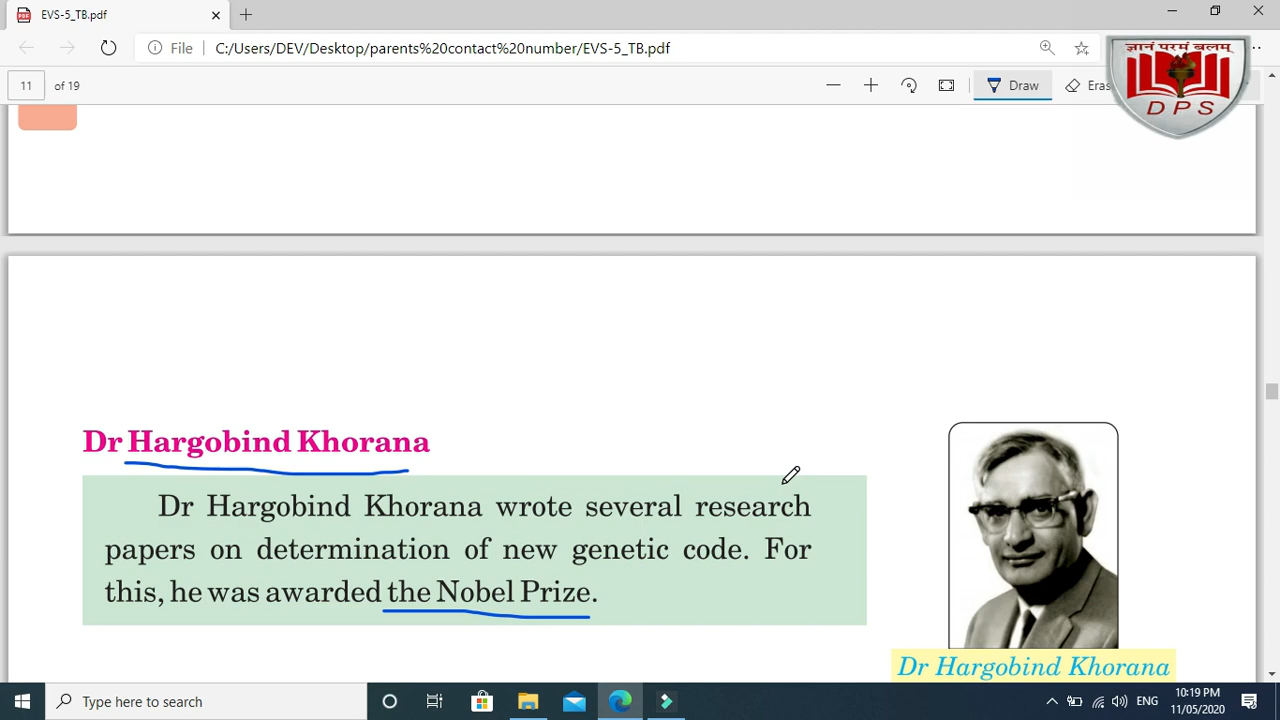 EVS-5_TB.pdf
File C:/Users/DEV/Desktop/parents%20contact%20number/EVS-5_TB.pdf
11 of 19
Draw
Eras
ज्ञानं परमं बलम्
DPS
Dr Hargobind Khorana
Dr Hargobind Khorana wrote several research
papers on determination of new genetic code. For
this, he was awarded the Nobel Prize.
Dr Hargobind Khorana
Type here to search
ENG
10:19 PM
11/05/2020